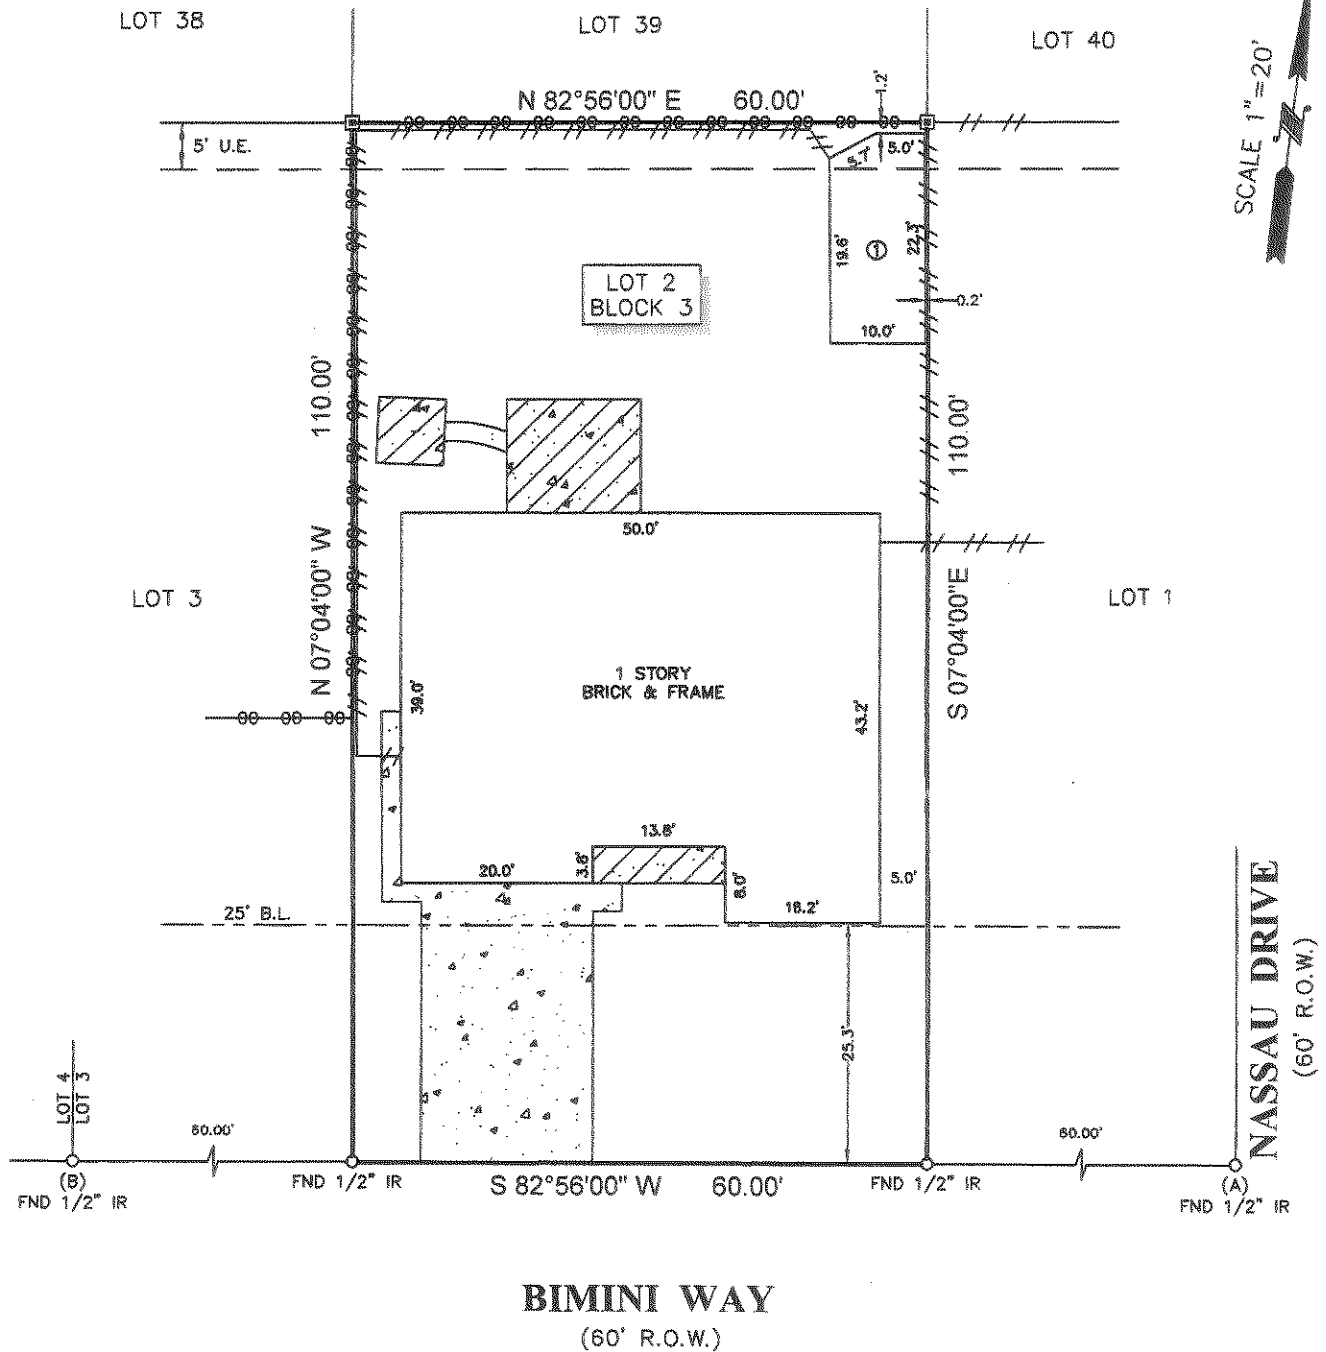 LOT 38
LOT 39
LOT 40
SCALE 1"=20'
N 82°56'00" E 60.00'
1.2'
5' U.E.
5.0'
5.1'
19.6'
①
22.3'
LOT 2
BLOCK 3
0.2'
10.0'
110.00'
110.00'
50.0'
N 07°04'00" W
S 07°04'00"E
LOT 3
LOT 1
1 STORY
BRICK & FRAME
39.0'
43.2'
13.8'
3.8'
20.0'
6.0'
5.0'
16.2'
25' B.L.
25.3'
NASSAU DRIVE
(60' R.O.W.)
LOT 4
LOT 3
60.00'
60.00'
(B)
FND 1/2" IR
FND 1/2" IR
S 82°56'00" W 60.00'
FND 1/2" IR
(A)
FND 1/2" IR
BIMINI WAY
(60' R.O.W.)